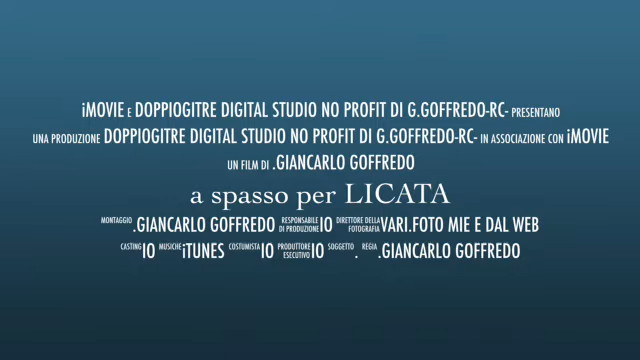 iMOVIE E DOPPIOGITRE DIGITAL STUDIO NO PROFIT DI G.GOFFREDO-RC- PRESENTANO
UNA PRODUZIONE DOPPIOGITRE DIGITAL STUDIO NO PROFIT DI G.GOFFREDO-RC- IN ASSOCIAZIONE CON iMOVIE
UN FILM DI .GIANCARLO GOFFREDO
a spasso per LICATA
MONTAGGIO .GIANCARLO GOFFREDO RESPONSABILE DI PRODUZIONE IO DIRETTORE DELLA FOTOGRAFIA VARI.FOTO MIE E DAL WEB
CASTING IO MUSICHE iTUNES COSTUMISTA IO PRODUTTORE ESECUTIVO IO SOGGETTO . REGIA .GIANCARLO GOFFREDO